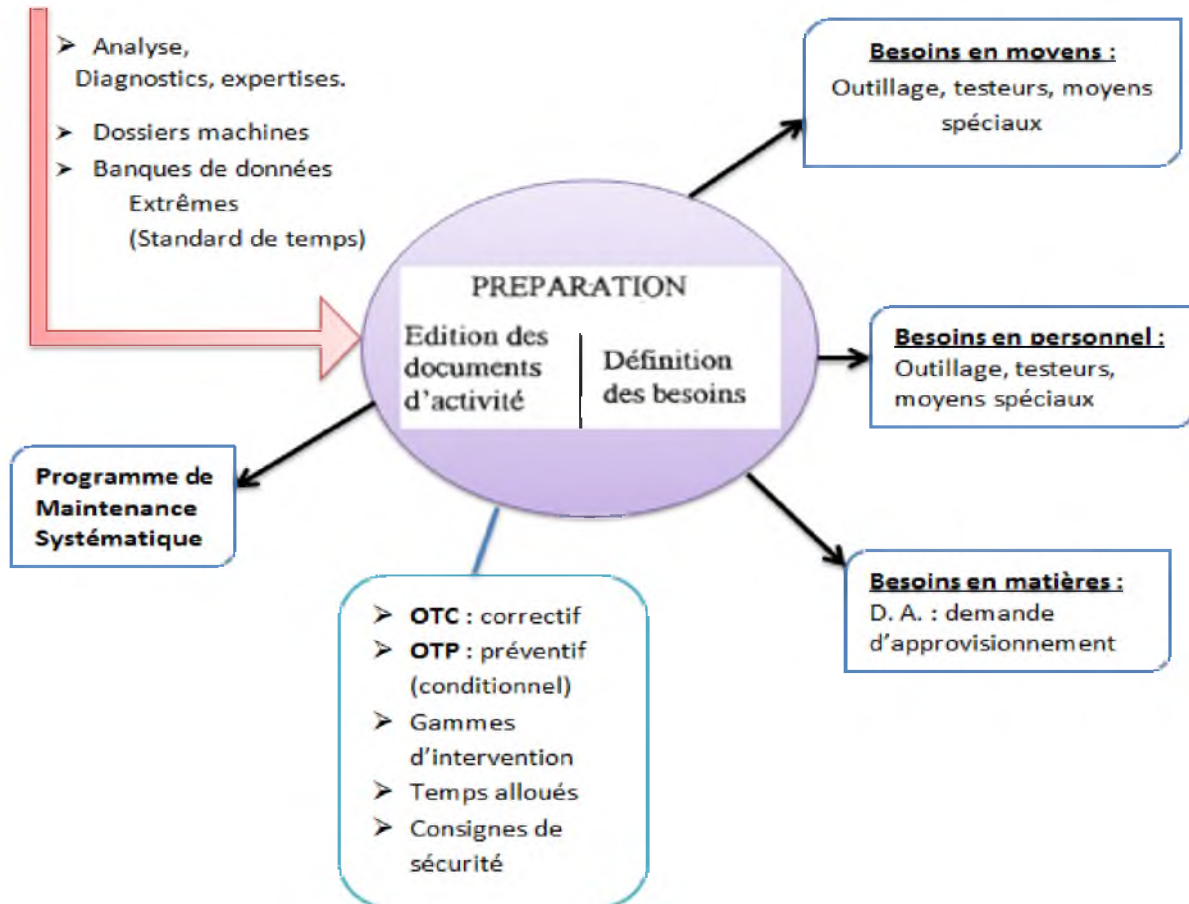 ➢ Analyse,
Diagnostics, expertises.
➢ Dossiers machines
➢ Banques de données
Extrêmes
(Standard de temps)
Besoins en movens :
Outillage, testeurs, moyens
spéciaux
PREPARATION
Edition des
documents
d'activité
Définition
des besoins
Besoins en personnel :
Outillage, testeurs,
moyens spéciaux
Programme de
Maintenance
Systématique
Besoins en matières :
D. A. : demande
d'approvisionnement
➢ OTC : correctif
➢ OTP : préventif
(conditionnel)
➢ Gammes
d'intervention
➢ Temps alloués
➢ Consignes de
sécurité